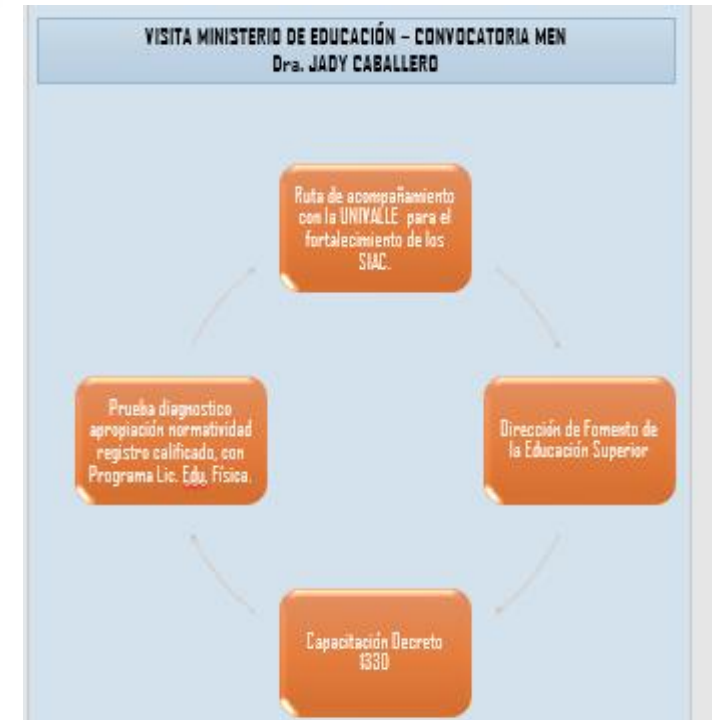 VISITA MINISTERIO DE EDUCACIÓN – CONVOCATORIA MEN
Dra. JADY CABALLERO
Ruta de acompañamiento
con la UNIVALLE para el
fortalecimiento de los
SIAC.
Prueba diagnostico
apropiación normatividad
registro calificado, con
Programa Lic. Edu. Física.
Dirección de Fomento de
la Educación Superior
Capacitación Decreto
1330